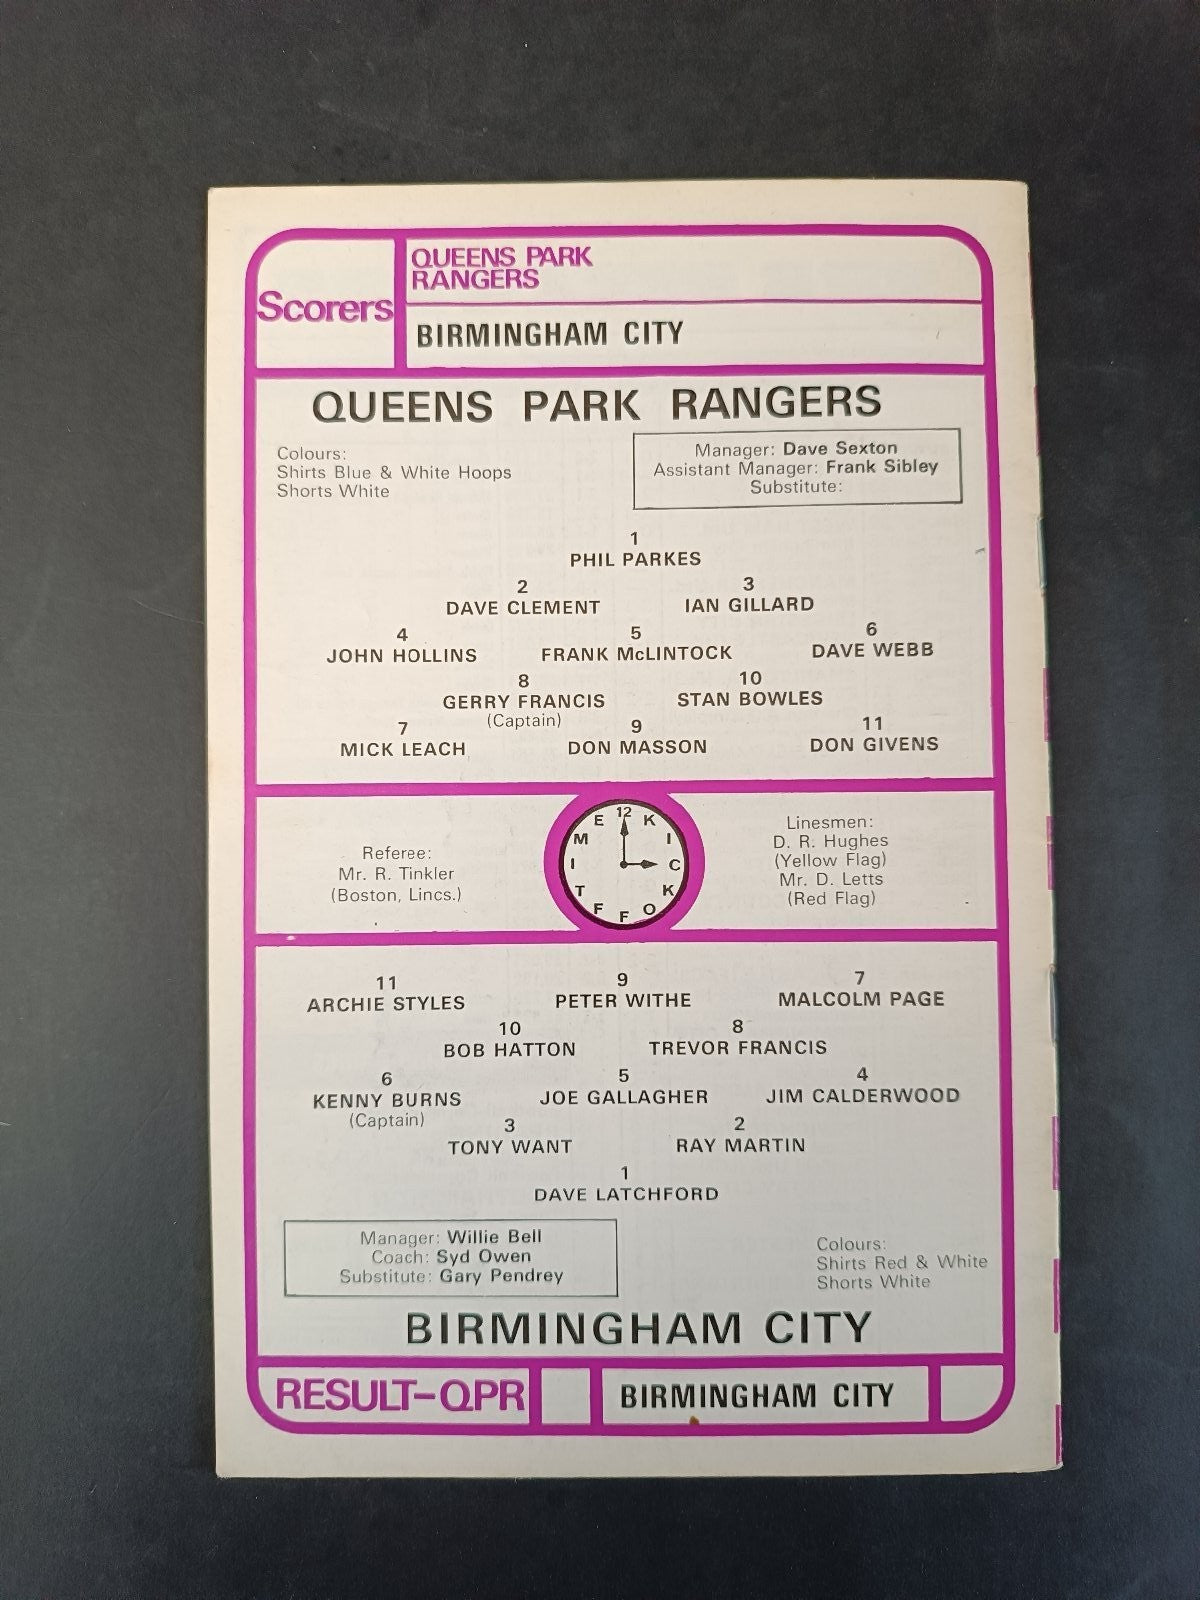 Scorers
QUEENS PARK
RANGERS
BIRMINGHAM CITY
QUEENS PARK RANGERS
Colours:
Shirts Blue & White Hoops
Shorts White
Manager: Dave Sexton
Assistant Manager: Frank Sibley
Substitute:
1
PHIL PARKES
2 3
DAVE CLEMENT IAN GILLARD
4 5 6
JOHN HOLLINS FRANK McLINTOCK DAVE WEBB
8 10
GERRY FRANCIS STAN BOWLES
(Captain)
7 9 11
MICK LEACH DON MASSON DON GIVENS
Referee:
Mr. R. Tinkler
(Boston, Lincs.)
12 KICK OFF TIME
Linesmen:
D. R. Hughes
(Yellow Flag)
Mr. D. Letts
(Red Flag)
11 9 7
ARCHIE STYLES PETER WITHE MALCOLM PAGE
10 8
BOB HATTON TREVOR FRANCIS
6 5 4
KENNY BURNS JOE GALLAGHER JIM CALDERWOOD
(Captain)
3 2
TONY WANT RAY MARTIN
1
DAVE LATCHFORD
Manager: Willie Bell
Coach: Syd Owen
Substitute: Gary Pendrey
Colours:
Shirts Red & White
Shorts White
BIRMINGHAM CITY
RESULT-QPR BIRMINGHAM CITY